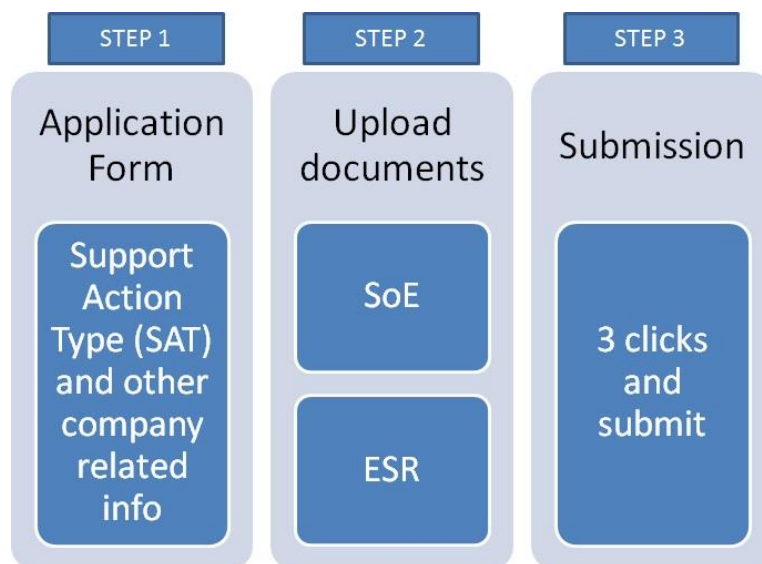 STEP 1
Application
Form
Support
Action
Type (SAT)
and other
company
related
info
STEP 2
Upload
documents
SoE
ESR
STEP 3
Submission
3 clicks
and
submit